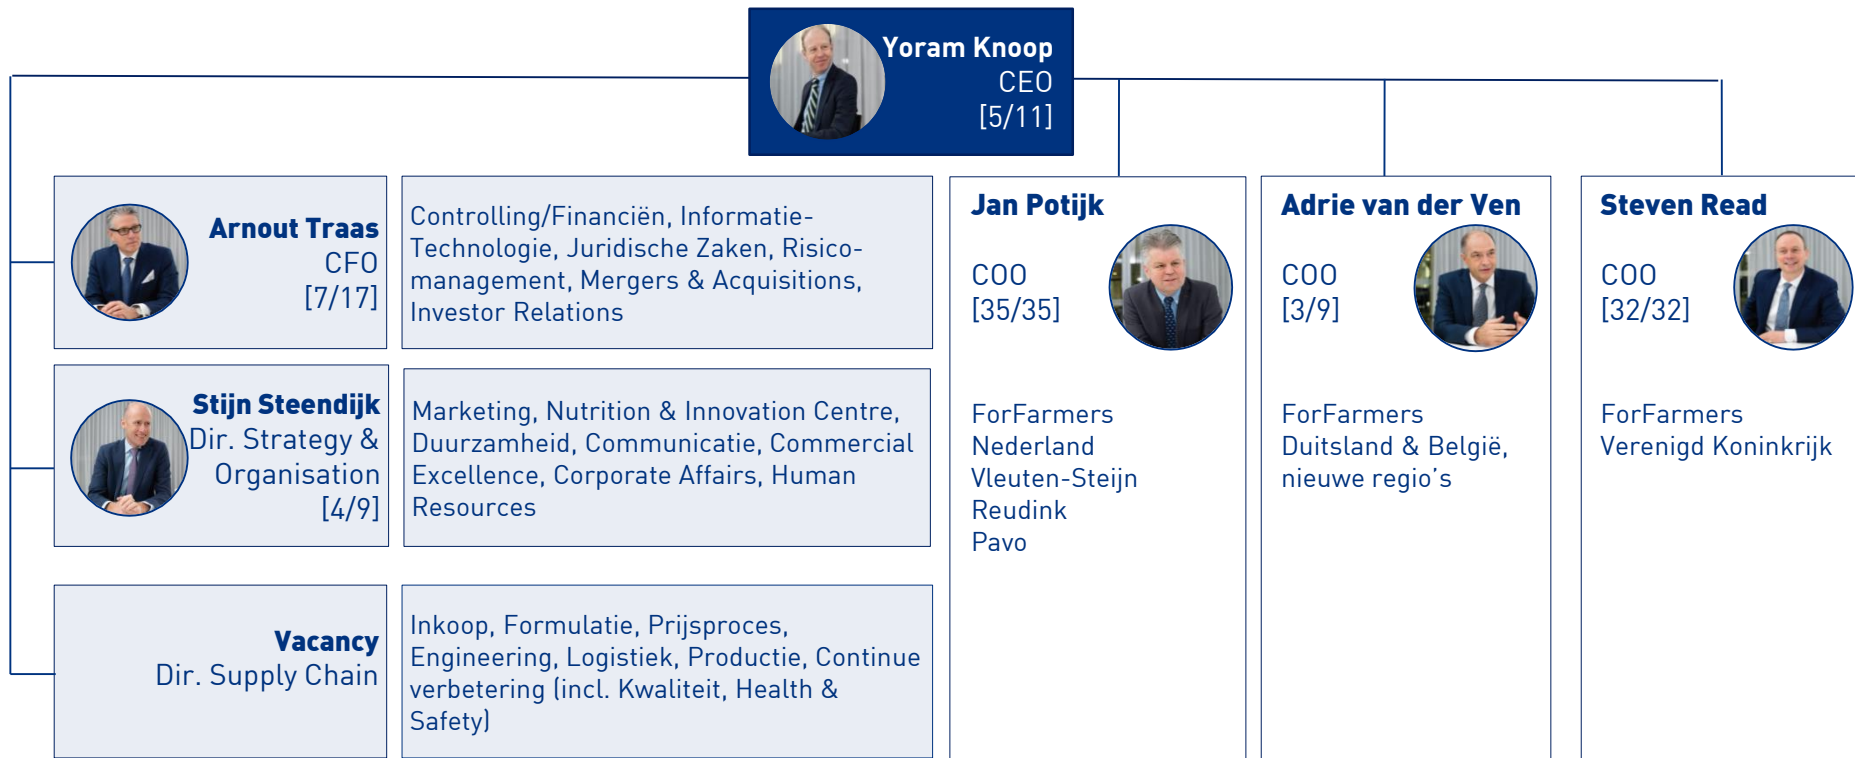 Yoram Knoop
CEO
[5/11]
Arnout Traas
CFO
[7/17]
Controlling/Financiën, Informatie-
Technologie, Juridische Zaken, Risico-
management, Mergers & Acquisitions,
Investor Relations
Stijn Steendijk
Dir. Strategy &
Organisation
[4/9]
Marketing, Nutrition & Innovation Centre,
Duurzamheid, Communicatie, Commercial
Excellence, Corporate Affairs, Human
Resources
Vacancy
Dir. Supply Chain
Inkoop, Formulatie, Prijsproces,
Engineering, Logistiek, Productie, Continue
verbetering (incl. Kwaliteit, Health &
Safety)
Jan Potijk
COO
[35/35]
ForFarmers
Nederland
Vleuten-Steijn
Reudink
Pavo
Adrie van der Ven
COO
[3/9]
ForFarmers
Duitsland & België,
nieuwe regio's
Steven Read
COO
[32/32]
ForFarmers
Verenigd Koninkrijk